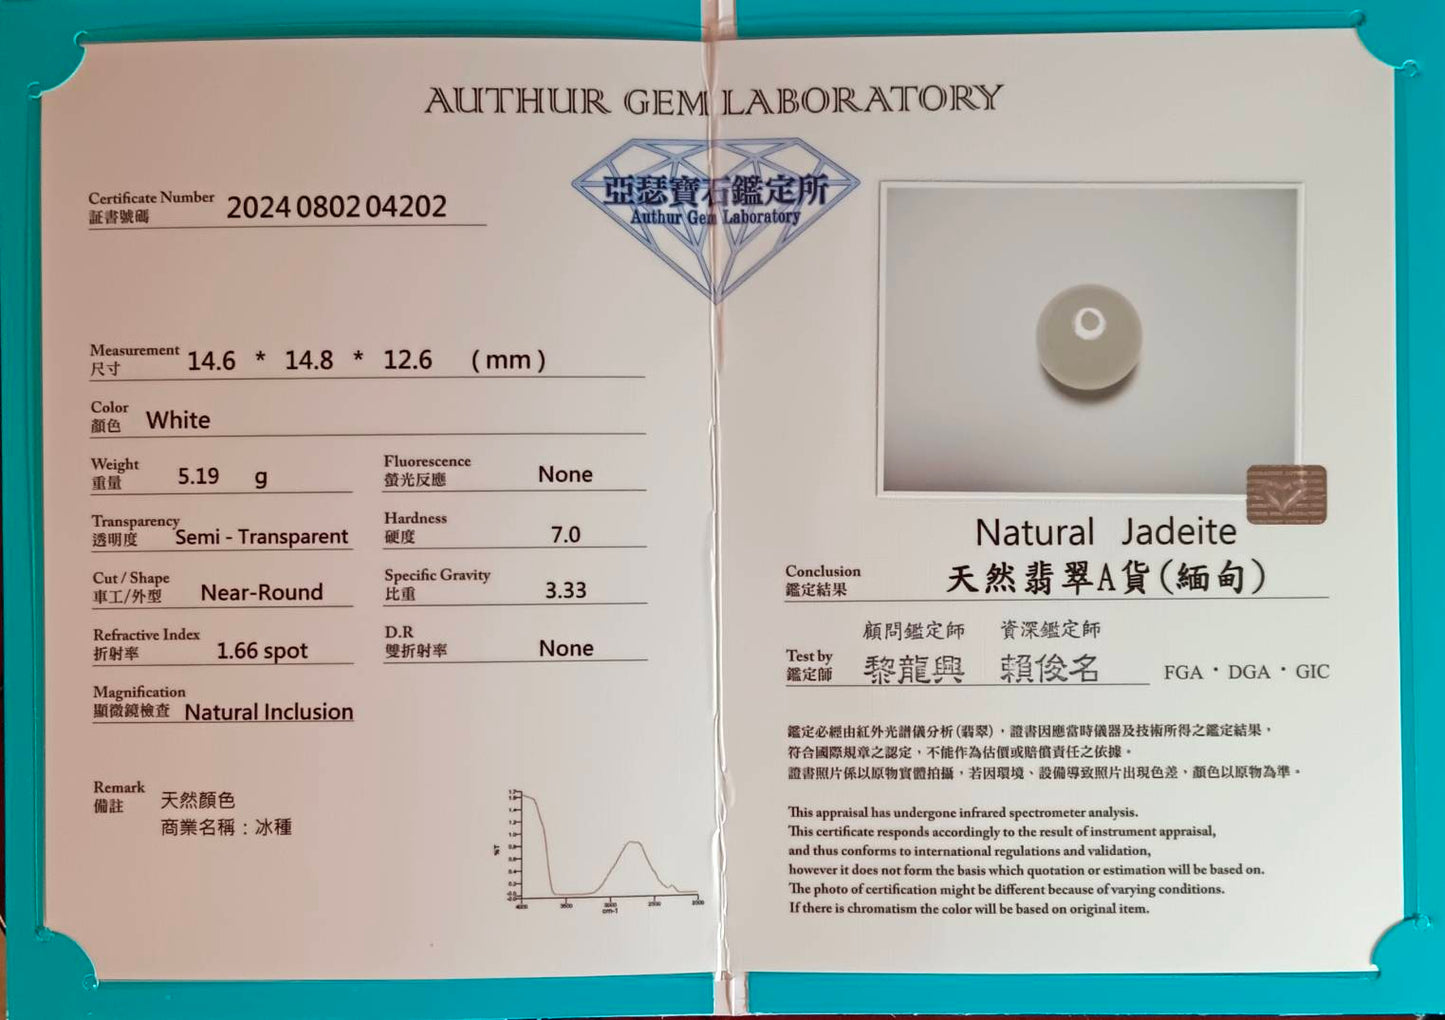 AUTHUR GEM LABORATORY
亞瑟寶石鑑定所
Authur Gem Laboratory
Certificate Number
証書號碼 2024080204202
Measurement
尺寸 14.6 * 14.8 * 12.6 (mm)
Color
顏色 White
Weight
重量 5.19 g
Fluorescence
螢光反應 None
Transparency
透明度 Semi - Transparent
Hardness
硬度 7.0
Cut / Shape
車工/外型 Near-Round
Specific Gravity
比重 3.33
Refractive Index
折射率 1.66 spot
D.R
雙折射率 None
Magnification
顯微鏡檢查 Natural Inclusion
Remark
備註 天然顏色
商業名稱：冰種
%T
4000 3500 3000 2500 2000
cm-1
Natural Jadeite
Conclusion
鑑定結果 天然翡翠A貨(緬甸)
顧問鑑定師 資深鑑定師
Test by
鑑定師 黎龍興 賴俊名 FGA・DGA・GIC
鑑定必經由紅外光譜儀分析(翡翠)，證書因應當時儀器及技術所得之鑑定結果，
符合國際規章之認定，不能作為估價或賠償責任之依據。
證書照片係以原物實體拍攝，若因環境、設備導致照片出現色差，顏色以原物為準。
This appraisal has undergone infrared spectrometer analysis.
This certificate responds accordingly to the result of instrument appraisal,
and thus conforms to international regulations and validation,
however it does not form the basis which quotation or estimation will be based on.
The photo of certification might be different because of varying conditions.
If there is chromatism the color will be based on original item.